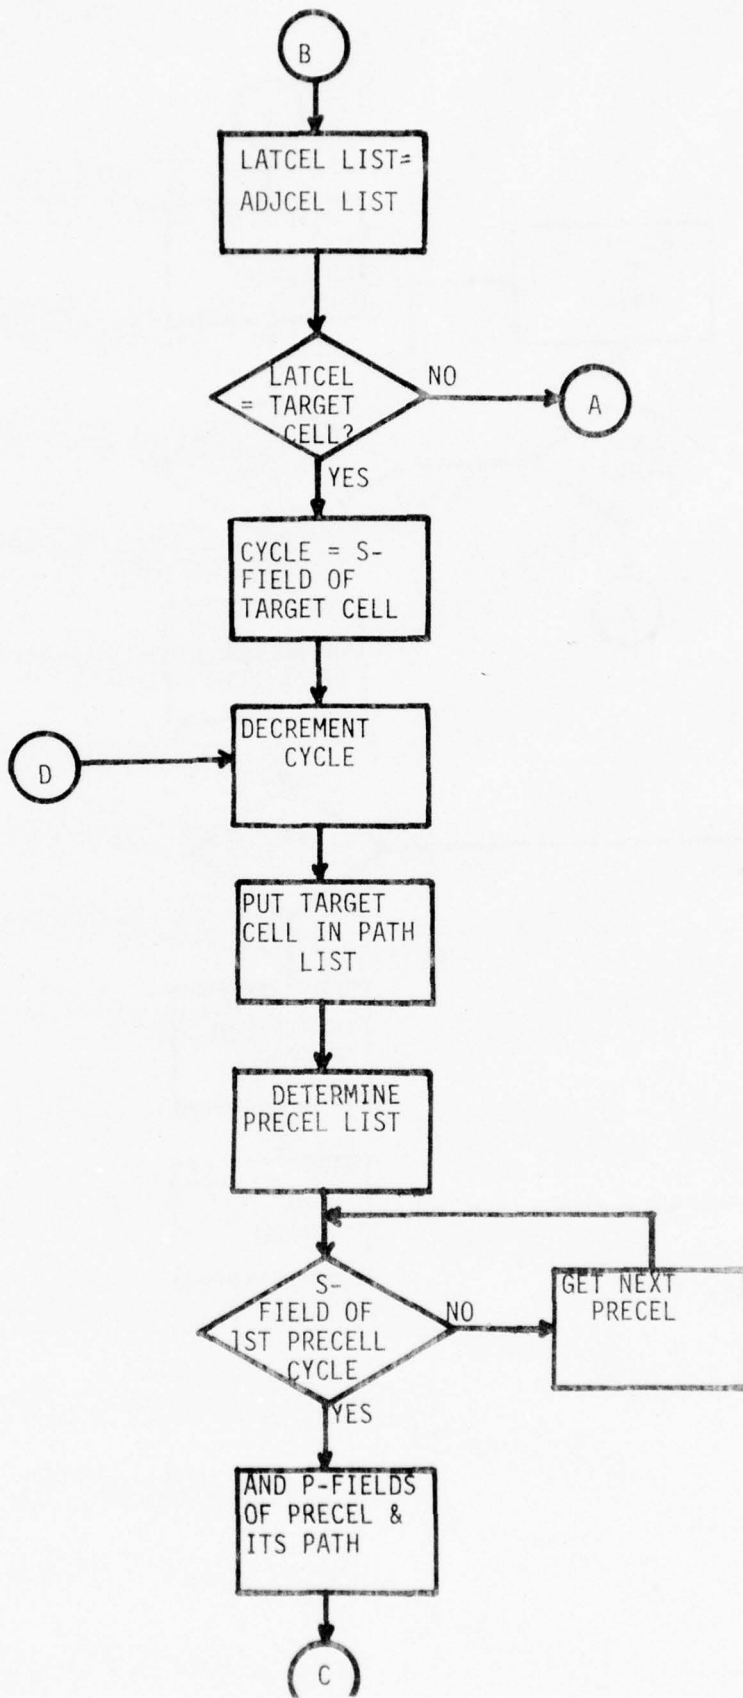 B
LATCEL LIST=
ADJCEL LIST
LATCEL
= TARGET
CELL?
NO
A
YES
CYCLE = S-
FIELD OF
TARGET CELL
DECREMENT
CYCLE
D
PUT TARGET
CELL IN PATH
LIST
DETERMINE
PRECEL LIST
S-
FIELD OF
1ST PRECELL
CYCLE
NO
GET NEXT
PRECEL
YES
AND P-FIELDS
OF PRECEL &
ITS PATH
C